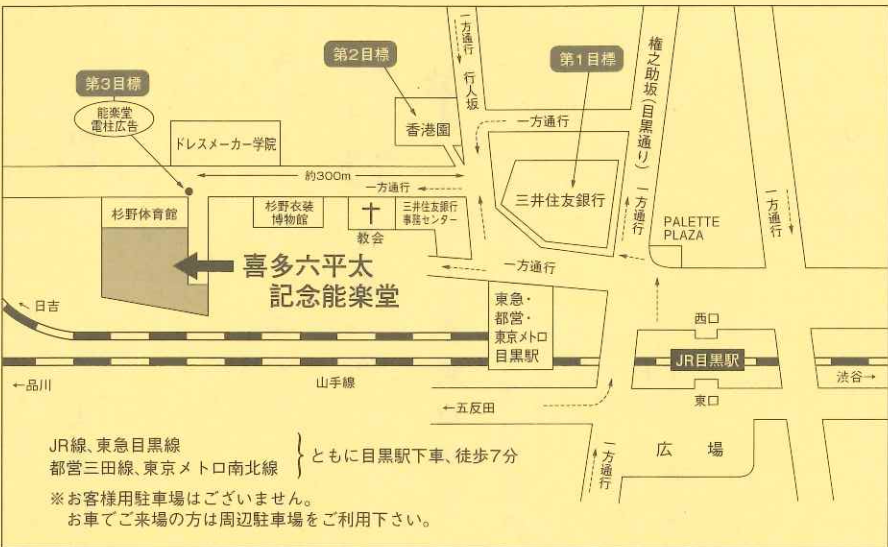 第1目標
第2目標
第3目標
能楽堂
電柱広告
ドレスメーカー学院
香港園
一方通行
行人坂
一方通行
権之助坂(目黒通り)
一方通行
一方通行
約300m
一方通行
三井住友銀行
杉野体育館
杉野衣装
博物館
教会
三井住友銀行
事務センター
PALETTE
PLAZA
喜多六平太
記念能楽堂
一方通行
日吉
東急・
都営・
東京メトロ
目黒駅
西口
JR目黒駅
東口
←品川
山手線
渋谷→
←五反田
一方通行
広場
JR線、東急目黒線
都営三田線、東京メトロ南北線
ともに目黒駅下車、徒歩7分
※お客様用駐車場はございません。
お車でご来場の方は周辺駐車場をご利用下さい。